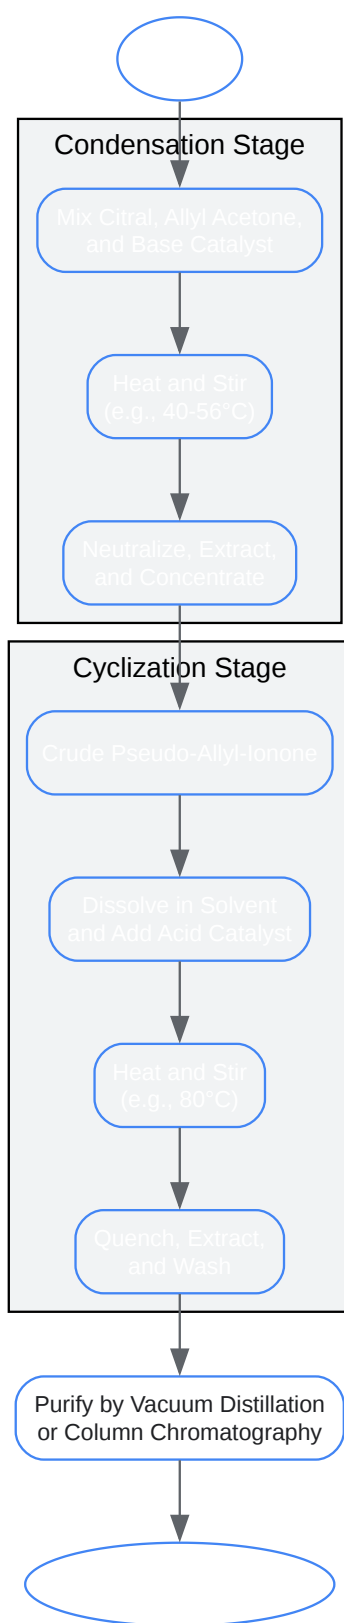 Condensation Stage
Mix Citral, Allyl Acetone,
and Base Catalyst
Heat and Stir
(e.g., 40-56°C)
Neutralize, Extract,
and Concentrate
Cyclization Stage
Crude Pseudo-Allyl-Ionone
Dissolve in Solvent
and Add Acid Catalyst
Heat and Stir
(e.g., 80°C)
Quench, Extract,
and Wash
Purify by Vacuum Distillation
or Column Chromatography